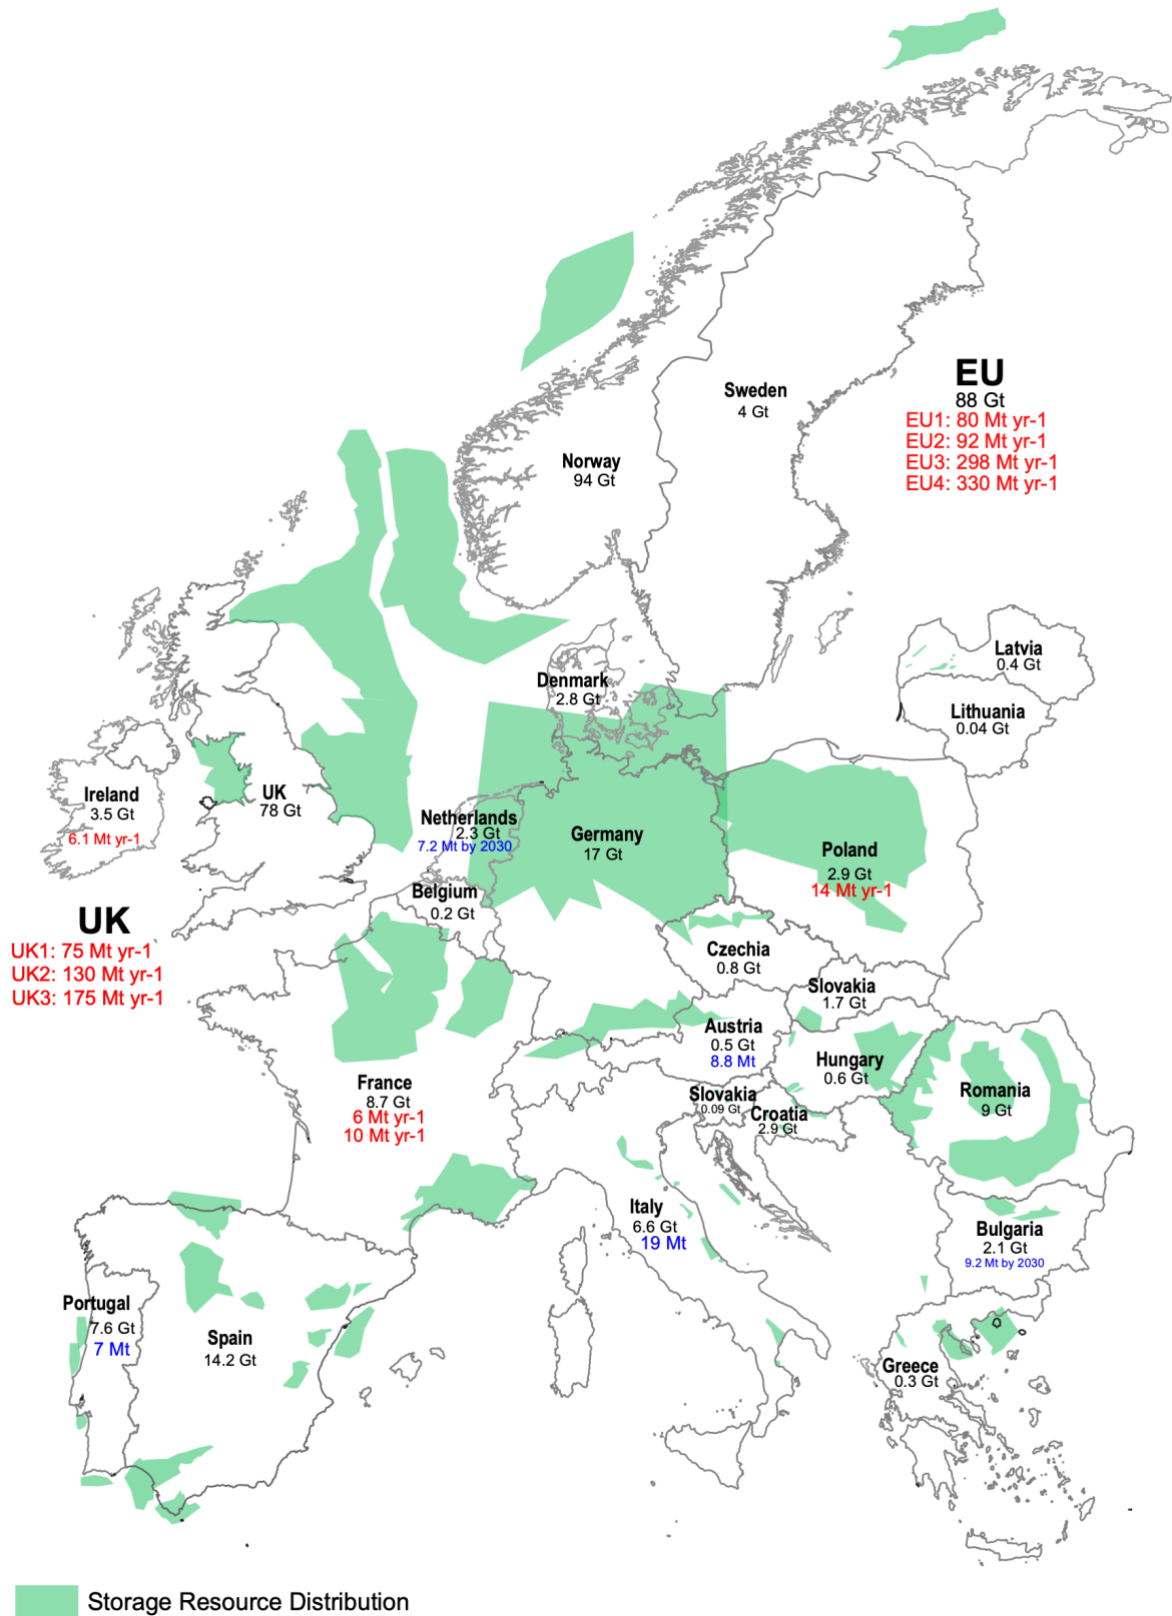 Sweden
4 Gt
EU
88 Gt
EU1: 80 Mt yr-1
EU2: 92 Mt yr-1
EU3: 298 Mt yr-1
EU4: 330 Mt yr-1
Norway
94 Gt
Latvia
0.4 Gt
Denmark
2.8 Gt
Lithuania
0.04 Gt
Ireland
3.5 Gt
6.1 Mt yr-1
UK
78 Gt
Netherlands
2.3 Gt
7.2 Mt by 2030
Germany
17 Gt
Poland
2.9 Gt
14 Mt yr-1
Belgium
0.2 Gt
UK
UK1: 75 Mt yr-1
UK2: 130 Mt yr-1
UK3: 175 Mt yr-1
Czechia
0.8 Gt
Slovakia
1.7 Gt
Austria
0.5 Gt
8.8 Mt
Hungary
0.6 Gt
France
8.7 Gt
6 Mt yr-1
10 Mt yr-1
Slovakia
0.09 Gt
Croatia
2.9 Gt
Romania
9 Gt
Italy
6.6 Gt
19 Mt
Bulgaria
2.1 Gt
9.2 Mt by 2030
Portugal
7.6 Gt
7 Mt
Spain
14.2 Gt
Greece
0.3 Gt
Storage Resource Distribution